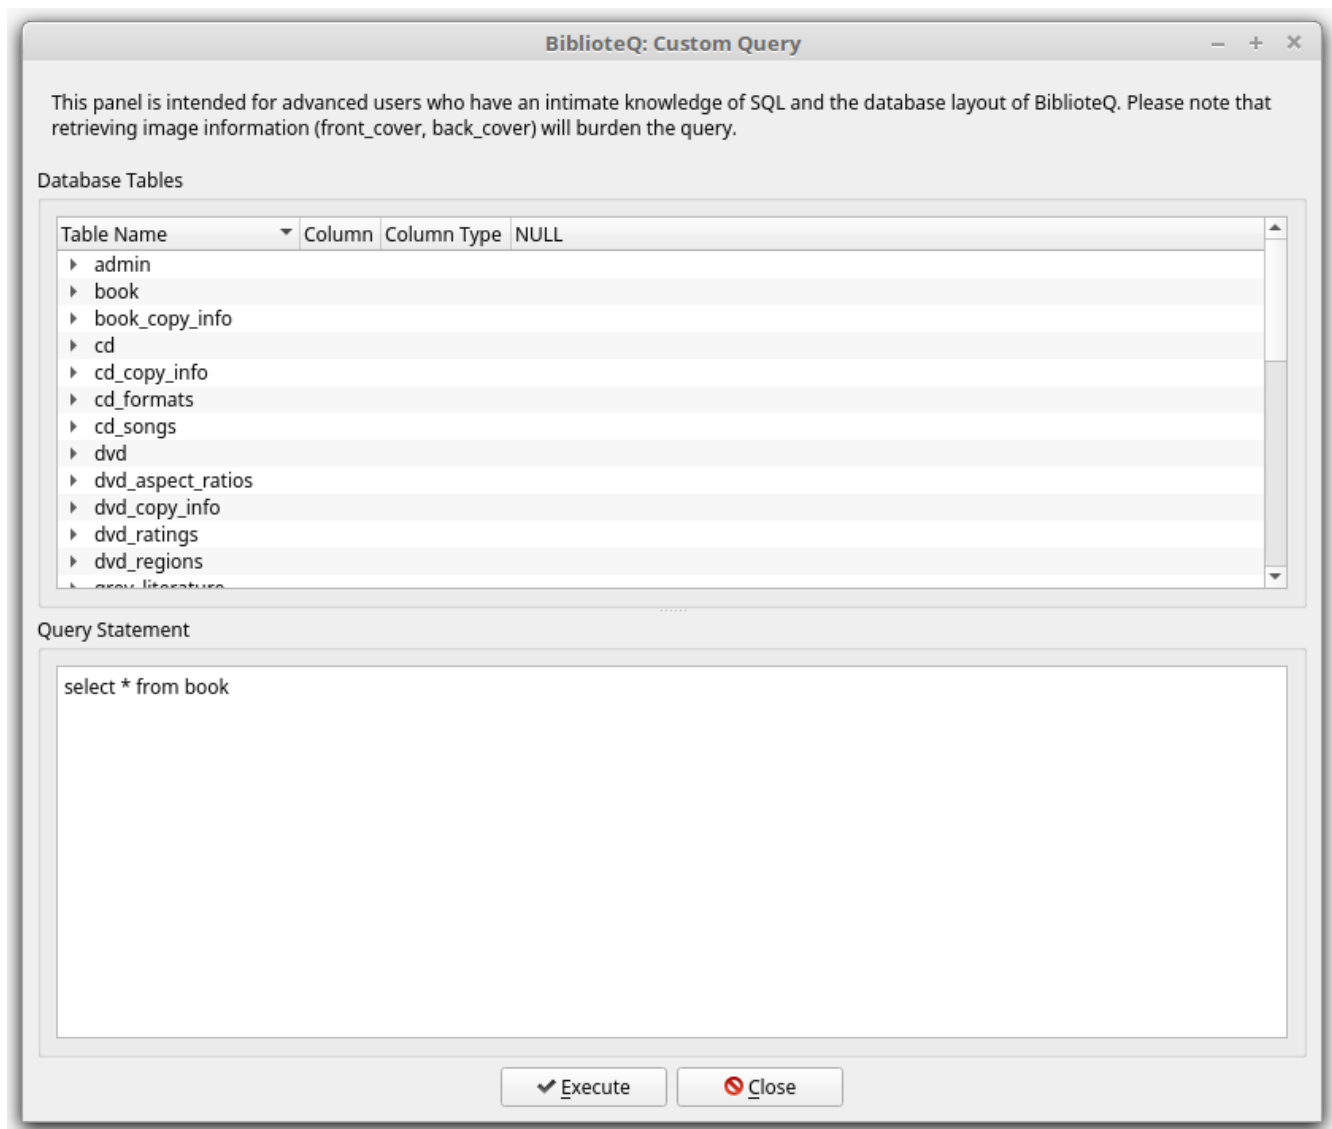 BiblioteQ: Custom Query
This panel is intended for advanced users who have an intimate knowledge of SQL and the database layout of BiblioteQ. Please note that
retrieving image information (front_cover, back_cover) will burden the query.
Database Tables
Table Name Column Column Type NULL
admin
book
book_copy_info
cd
cd_copy_info
cd_formats
cd_songs
dvd
dvd_aspect_ratios
dvd_copy_info
dvd_ratings
dvd_regions
grey_literature
Query Statement
select * from book
Execute Close